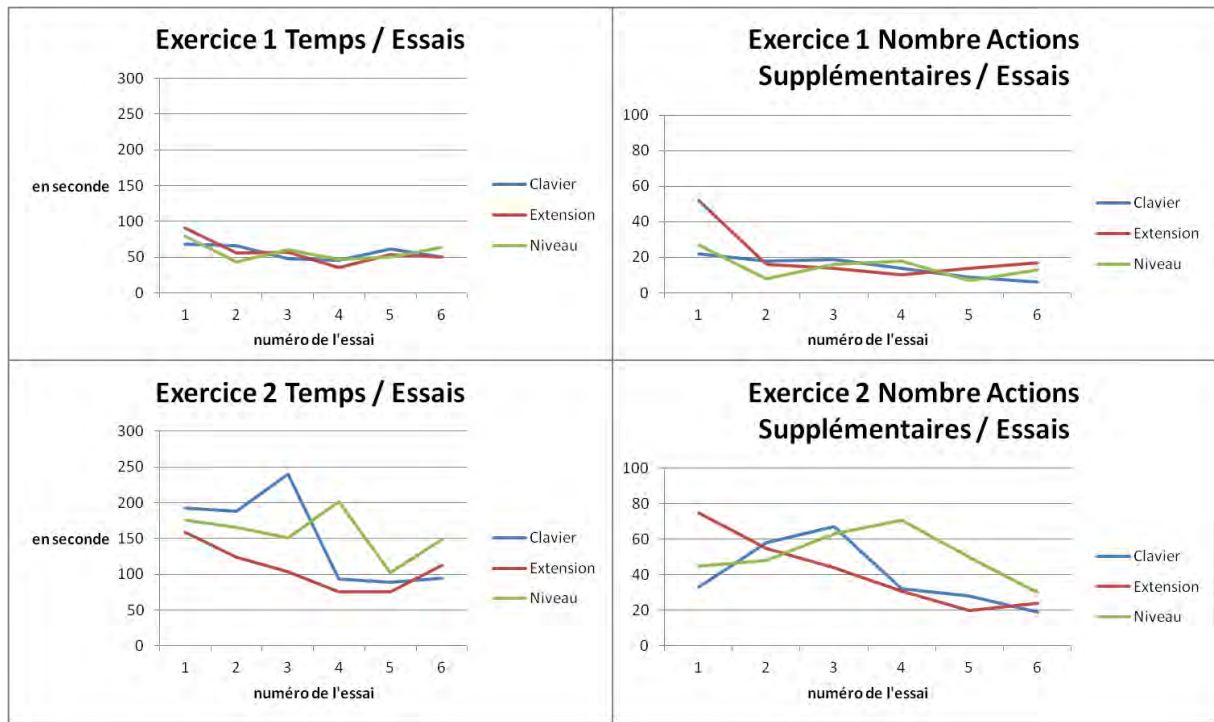 Exercice 1 Temps / Essais
300
250
200
150
100
50
0
en seconde
1 2 3 4 5 6
numéro de l'essai
Clavier
Extension
Niveau
Exercice 1 Nombre Actions
Supplémentaires / Essais
100
80
60
40
20
0
1 2 3 4 5 6
numéro de l'essai
Clavier
Extension
Niveau
Exercice 2 Temps / Essais
300
250
200
150
100
50
0
en seconde
1 2 3 4 5 6
numéro de l'essai
Clavier
Extension
Niveau
Exercice 2 Nombre Actions
Supplémentaires / Essais
100
80
60
40
20
0
1 2 3 4 5 6
numéro de l'essai
Clavier
Extension
Niveau